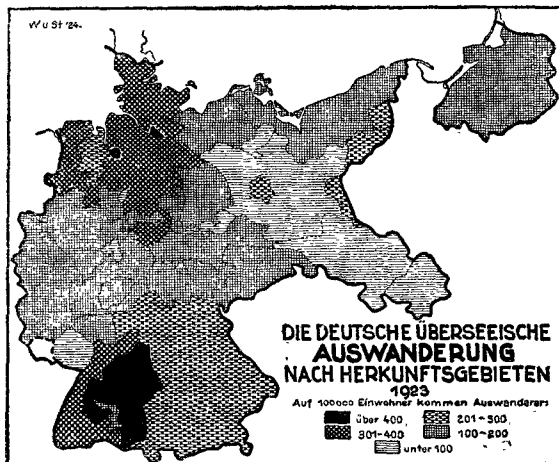 W u St '24.
DIE DEUTSCHE ÜBERSEEISCHE
AUSWANDERUNG
NACH HERKUNFTSGEBIETEN
1923
Auf 100000 Einwohner kommen Auswanderer:
über 400, 201-300
301-400 100-200
unter 100